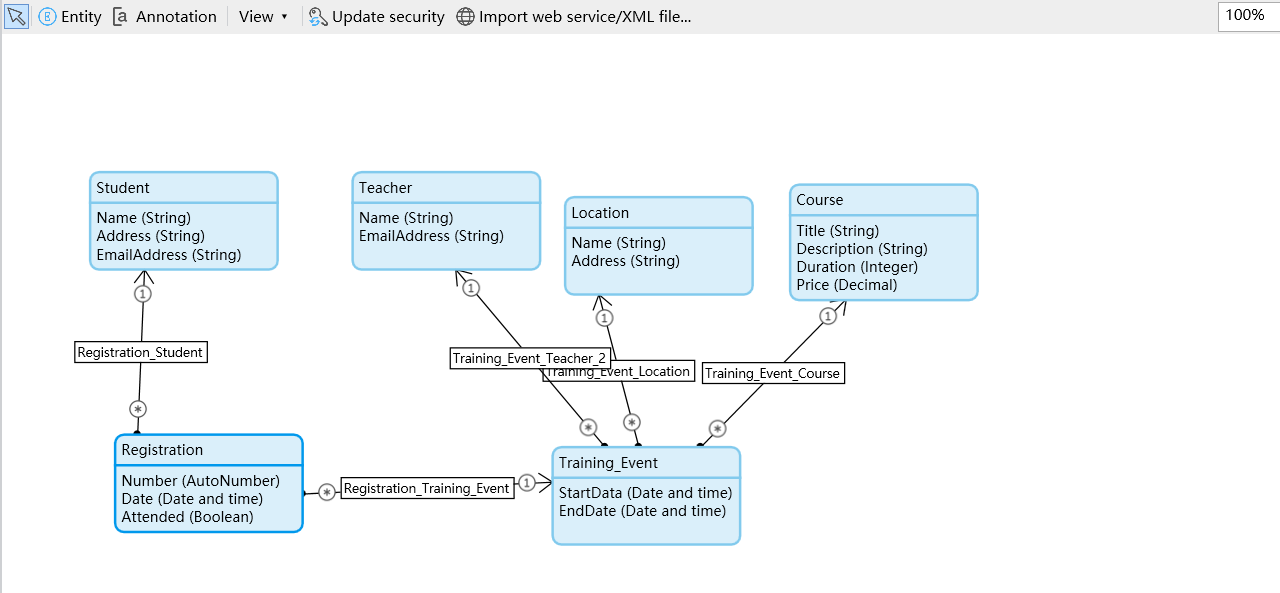 Entity
Annotation
View
Update security
Import web service/XML file...
100%
Student
Name (String)
Address (String)
EmailAddress (String)
Teacher
Name (String)
EmailAddress (String)
Location
Name (String)
Address (String)
Course
Title (String)
Description (String)
Duration (Integer)
Price (Decimal)
1
1
1
1
Registration_Student
Training_Event_Teacher_2
Training_Event_Location
Training_Event_Course
*
*
*
*
Registration
Number (AutoNumber)
Date (Date and time)
Attended (Boolean)
*
Registration_Training_Event
1
Training_Event
StartData (Date and time)
EndDate (Date and time)